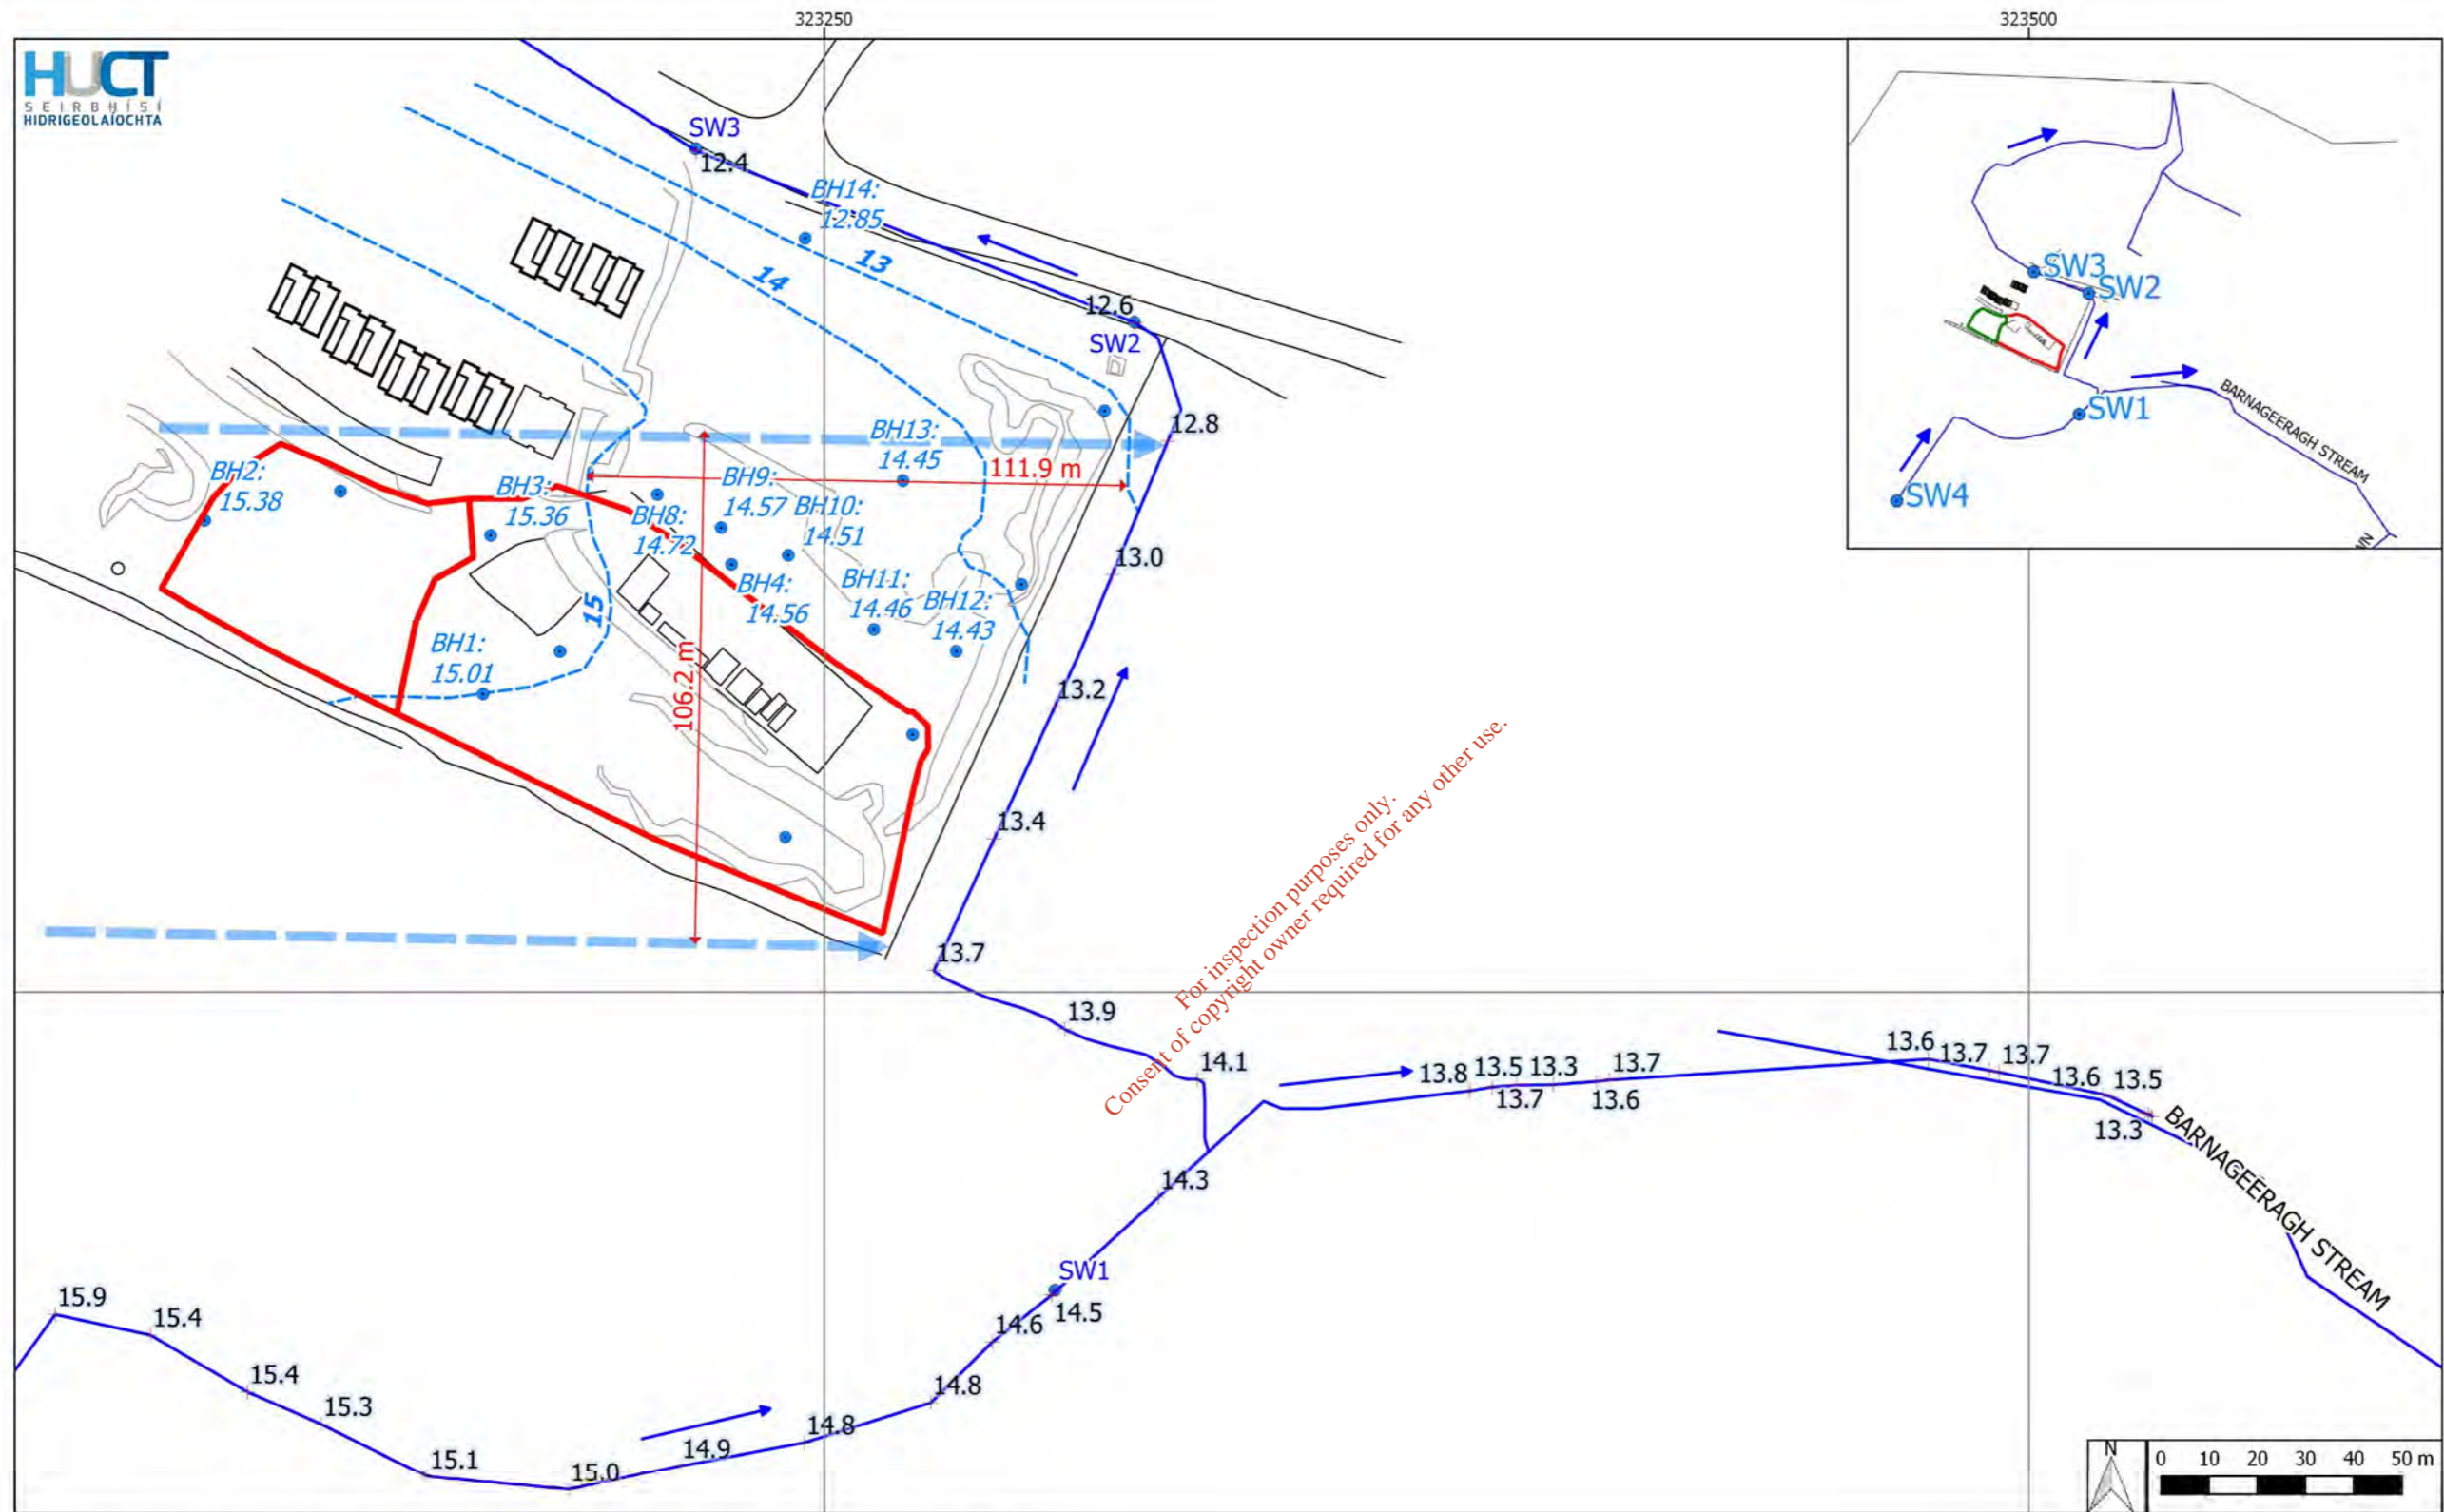 323250
323500
HUCT
SEIRBHÍSÍ
HIDRIGEOLAÍOCHTA
SW3
12.4
BH14:
12.85
13
14
12.6
SW2
12.8
BH13:
14.45
111.9 m
BH2:
15.38
BH3:
15.36
BH9:
14.57
BH10:
14.51
BH8:
14.72
13.0
BH4:
14.56
BH11:
14.46
BH12:
14.43
15
BH1:
15.01
106.2 m
13.2
13.4
13.7
For inspection purposes only.
Consent of copyright owner required for any other use.
13.9
14.1
13.8
13.5
13.3
13.7
13.7
13.6
13.6
13.7
13.7
13.6
13.5
13.3
BARNAGEERAGH STREAM
14.3
SW1
14.5
14.6
14.8
14.8
14.9
15.0
15.1
15.3
15.4
15.4
15.9
SW3
SW2
SW1
SW4
BARNAGEERAGH STREAM
WN
N
0 10 20 30 40 50 m